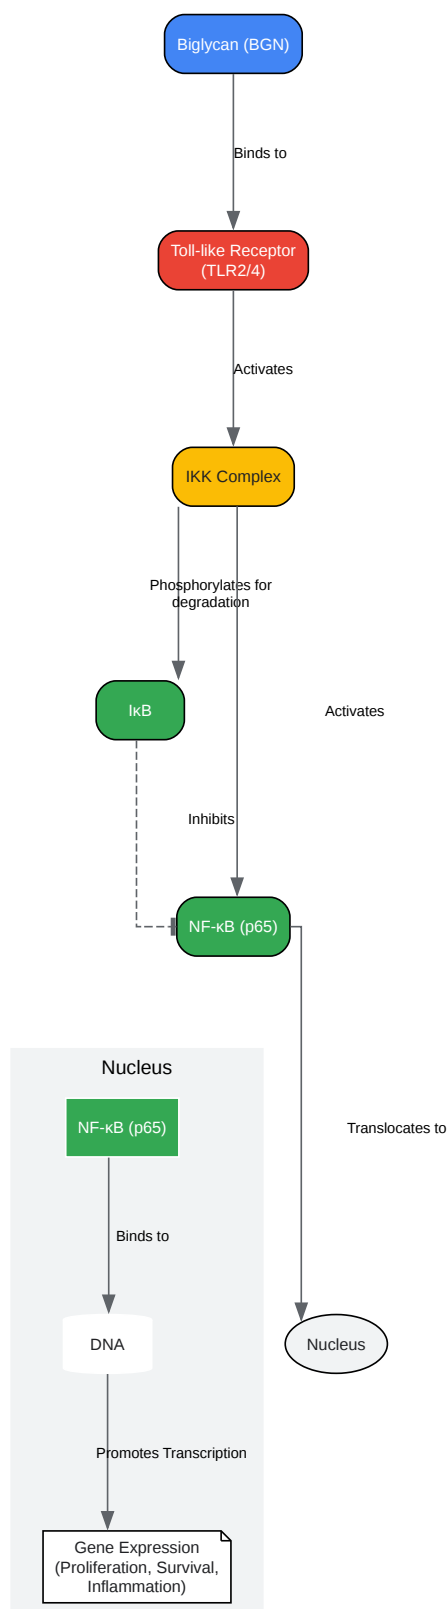 Biglycan (BGN)
Binds to
Toll-like Receptor
(TLR2/4)
Activates
IKK Complex
Phosphorylates for
degradation
IκB
Activates
Inhibits
NF-κB (p65)
Nucleus
NF-κB (p65)
Translocates to
Binds to
DNA
Nucleus
Promotes Transcription
Gene Expression
(Proliferation, Survival,
Inflammation)